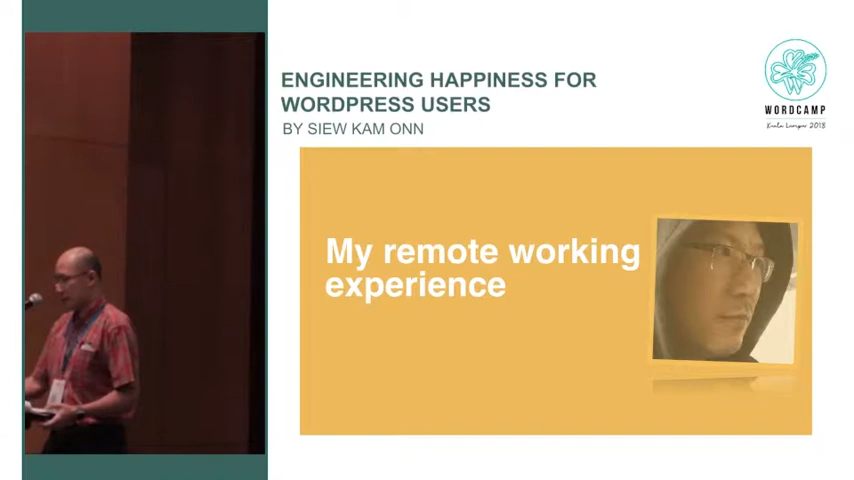 ENGINEERING HAPPINESS FOR
WORDPRESS USERS
BY SIEW KAM ONN
WORDCAMP
Kuala Lumpur 2018
My remote working
experience